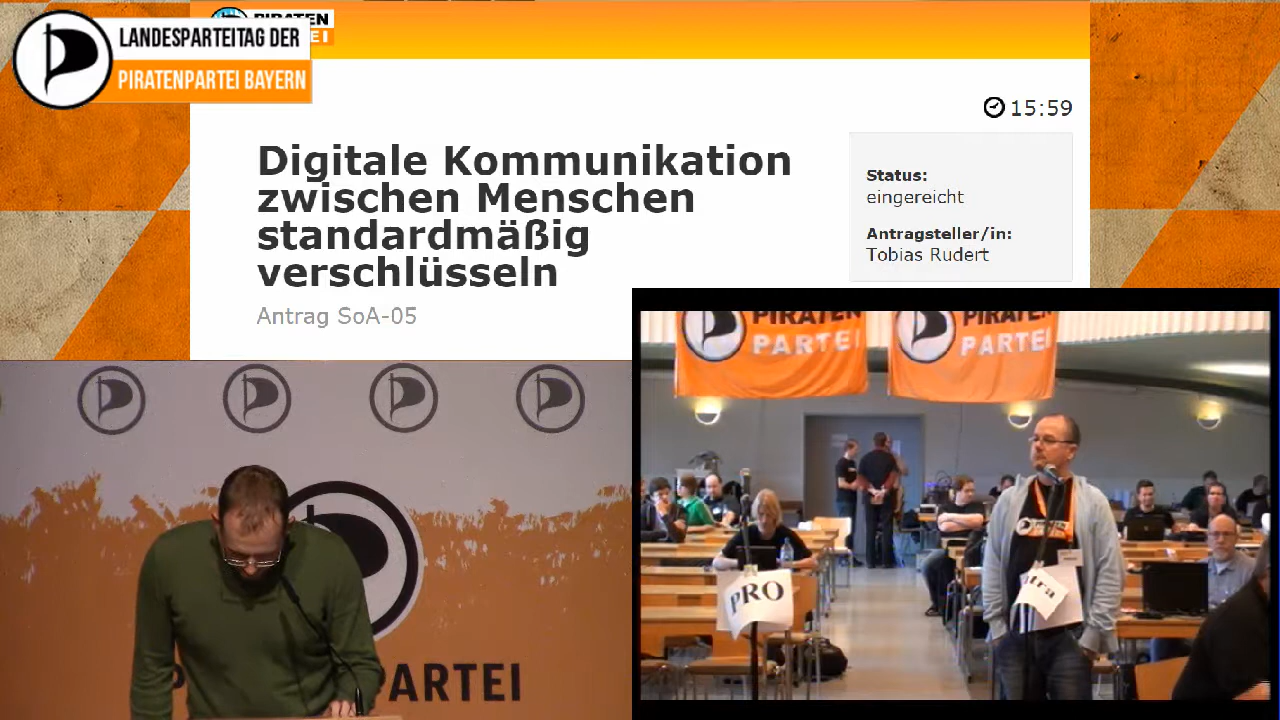 LANDESPARTEITAG DER
PIRATENPARTEI BAYERN
15:59
Digitale Kommunikation
zwischen Menschen
standardmäßig
verschlüsseln
Antrag SoA-05
Status:
eingereicht
Antragsteller/in:
Tobias Rudert
PIRATEN
PARTEI
PIRATEN
PARTEI
PRO
PARTEI